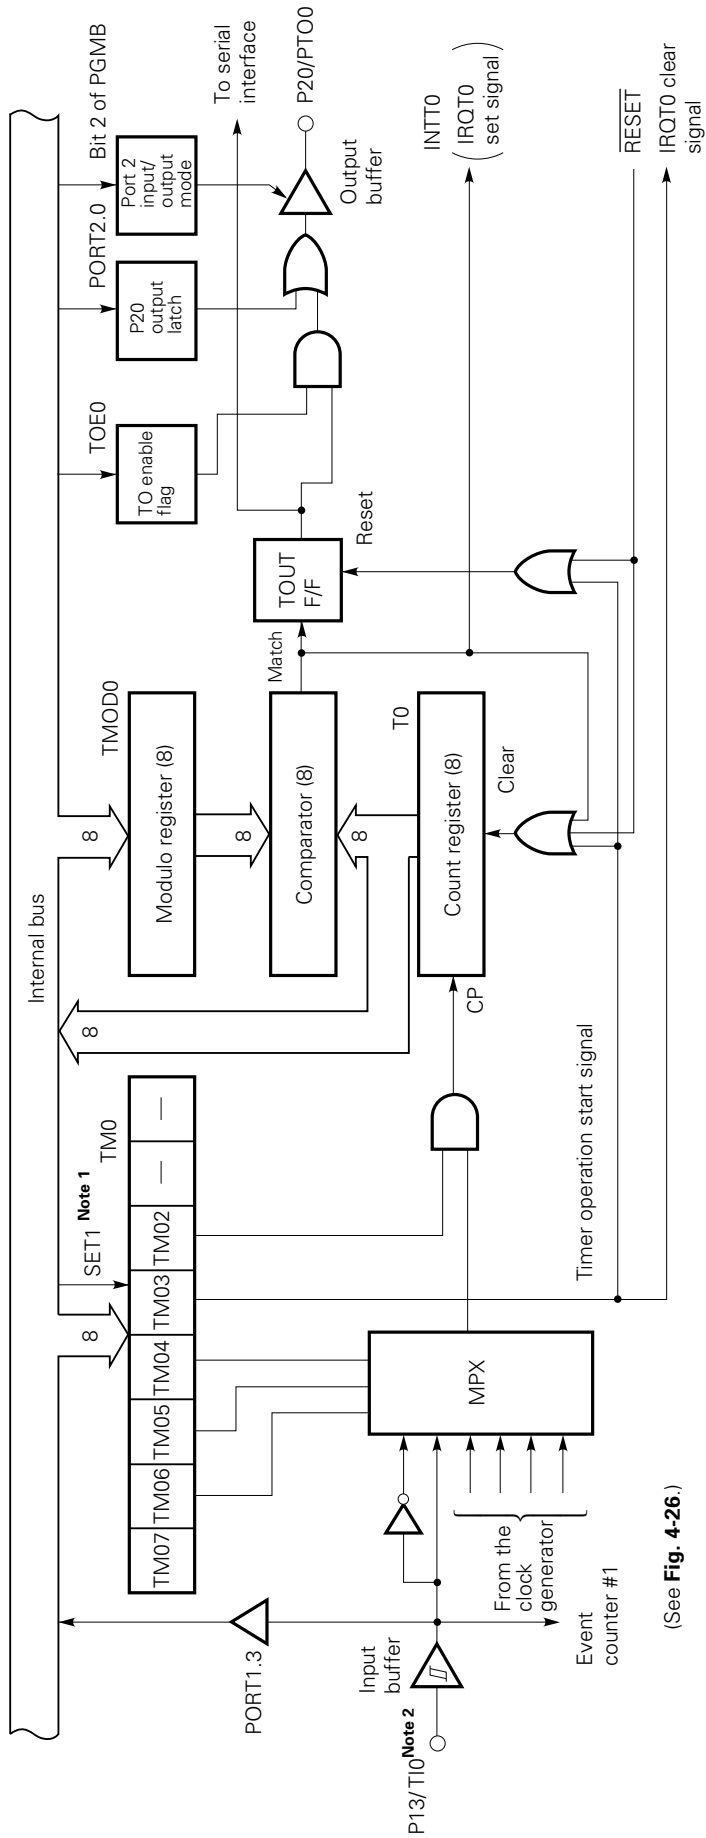 Internal bus
8
SET1 Note 1
8
8
TM0
TMOD0
TOE0
PORT2.0
Bit 2 of PGMB
TM07
TM06
TM05
TM04
TM03
TM02
—
—
Modulo register (8)
TO enable
flag
P20
output
latch
Port 2
input/
output
mode
PORT1.3
8
Match
To serial
interface
Comparator (8)
TOUT
F/F
P20/PTO0
Output
buffer
Input
buffer
8
Reset
P13/TI0 Note 2
MPX
CP
T0
Count register (8)
Clear
INTT0
(IRQT0
set signal)
From the
clock
generator
Event
counter #1
Timer operation start signal
RESET
IRQT0 clear
signal
(See Fig. 4-26.)